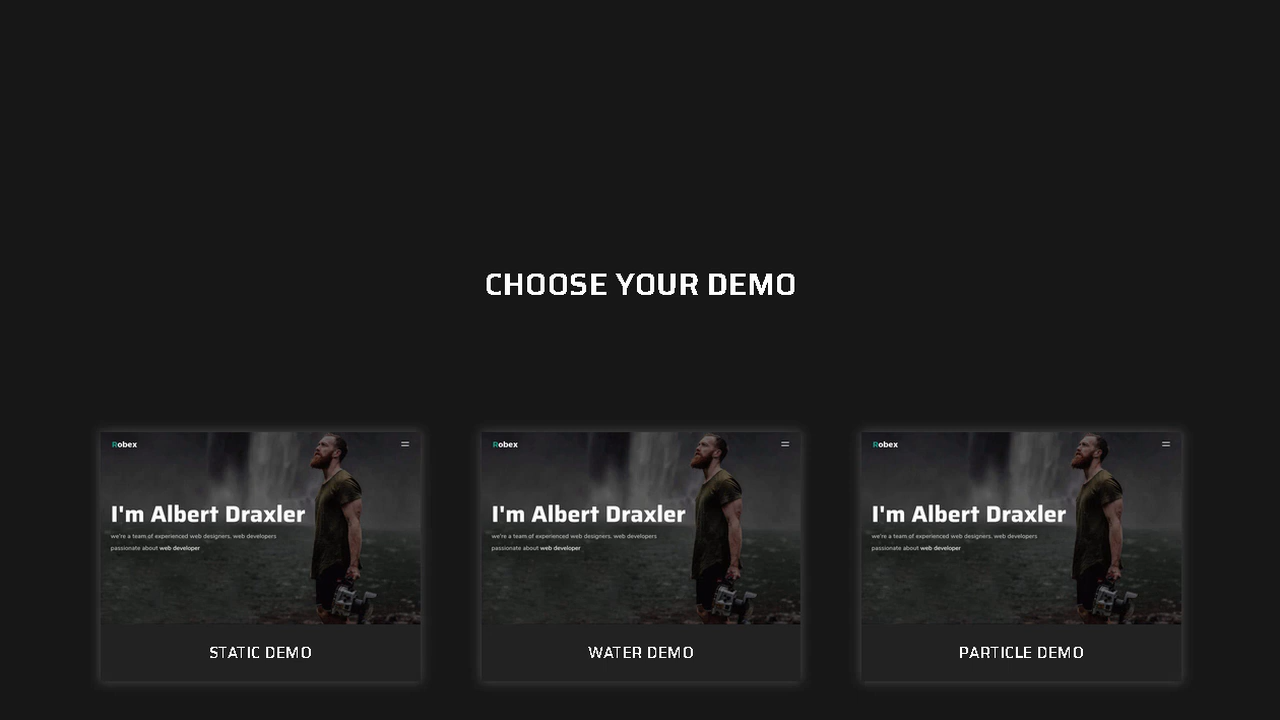 CHOOSE YOUR DEMO
Robex
I'm Albert Draxler
we're a team of experienced web designers, web developers
passionate about web developer
STATIC DEMO
Robex
I'm Albert Draxler
we're a team of experienced web designers, web developers
passionate about web developer
WATER DEMO
Robex
I'm Albert Draxler
we're a team of experienced web designers, web developers
passionate about web developer
PARTICLE DEMO